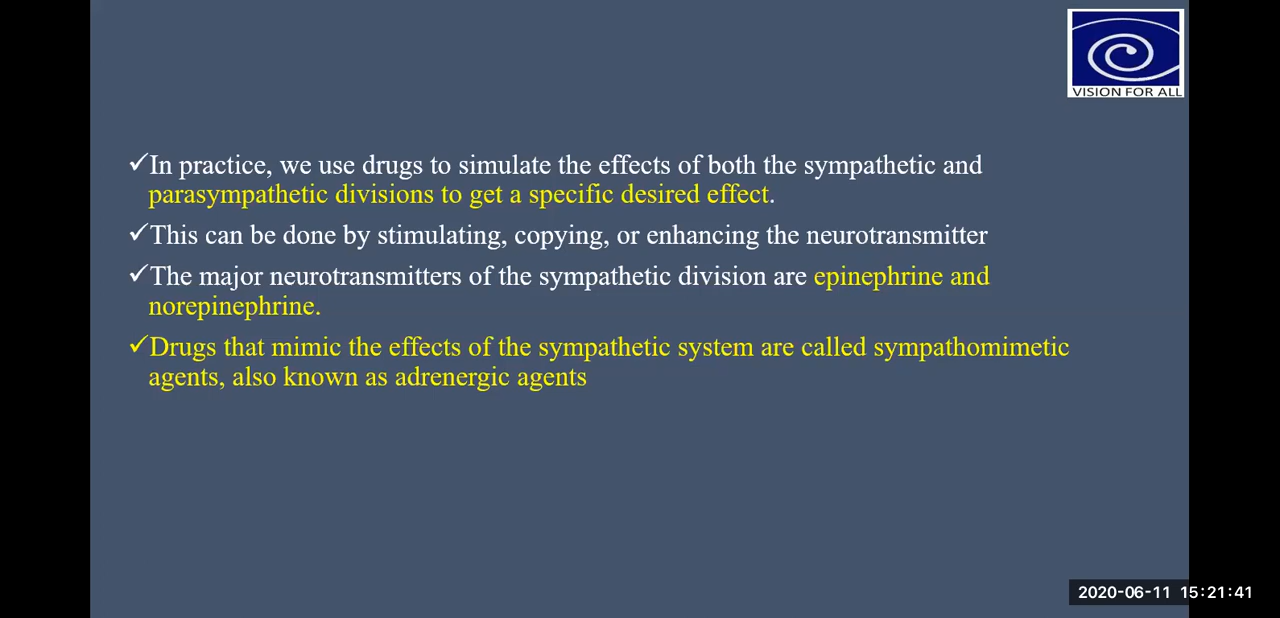 VISION FOR ALL
✓In practice, we use drugs to simulate the effects of both the sympathetic and
parasympathetic divisions to get a specific desired effect.
✓This can be done by stimulating, copying, or enhancing the neurotransmitter
✓The major neurotransmitters of the sympathetic division are epinephrine and
norepinephrine.
✓Drugs that mimic the effects of the sympathetic system are called sympathomimetic
agents, also known as adrenergic agents
2020-06-11 15:21:41